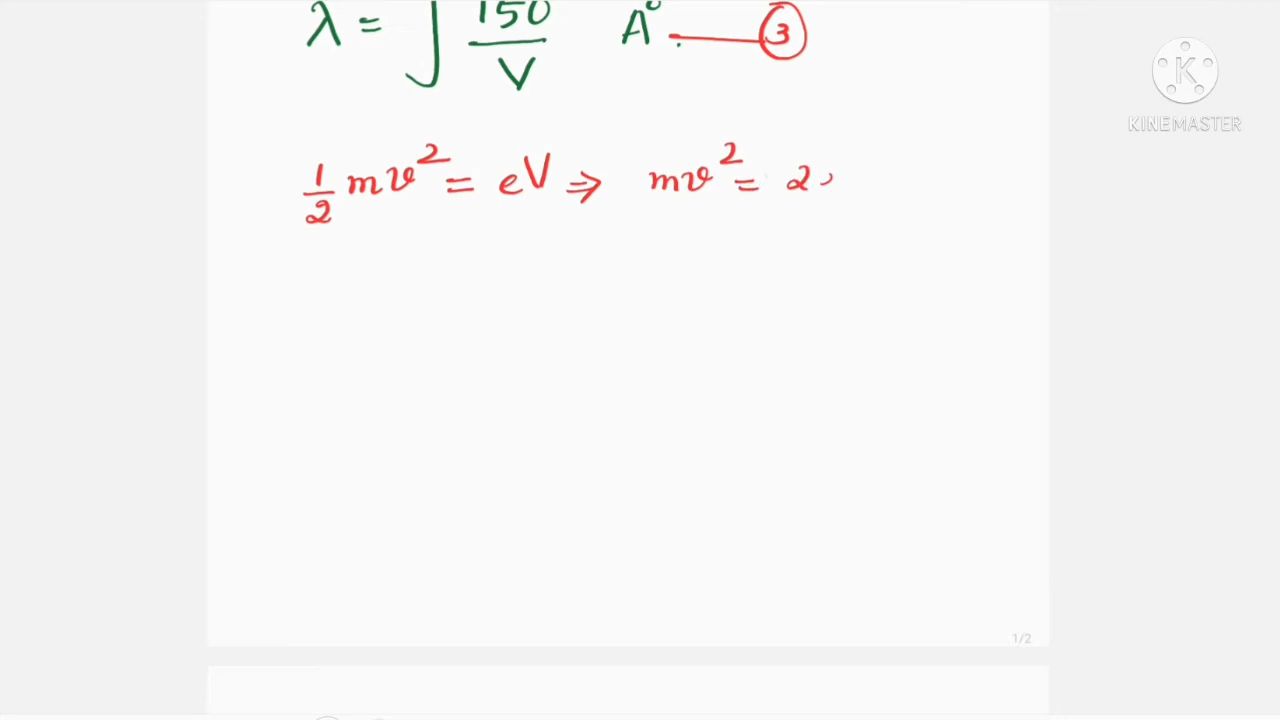 λ = ∫ 150/V A° ③
1/2 mv² = eV ⇒ mv² = 2
K
KINEMASTER
1/2